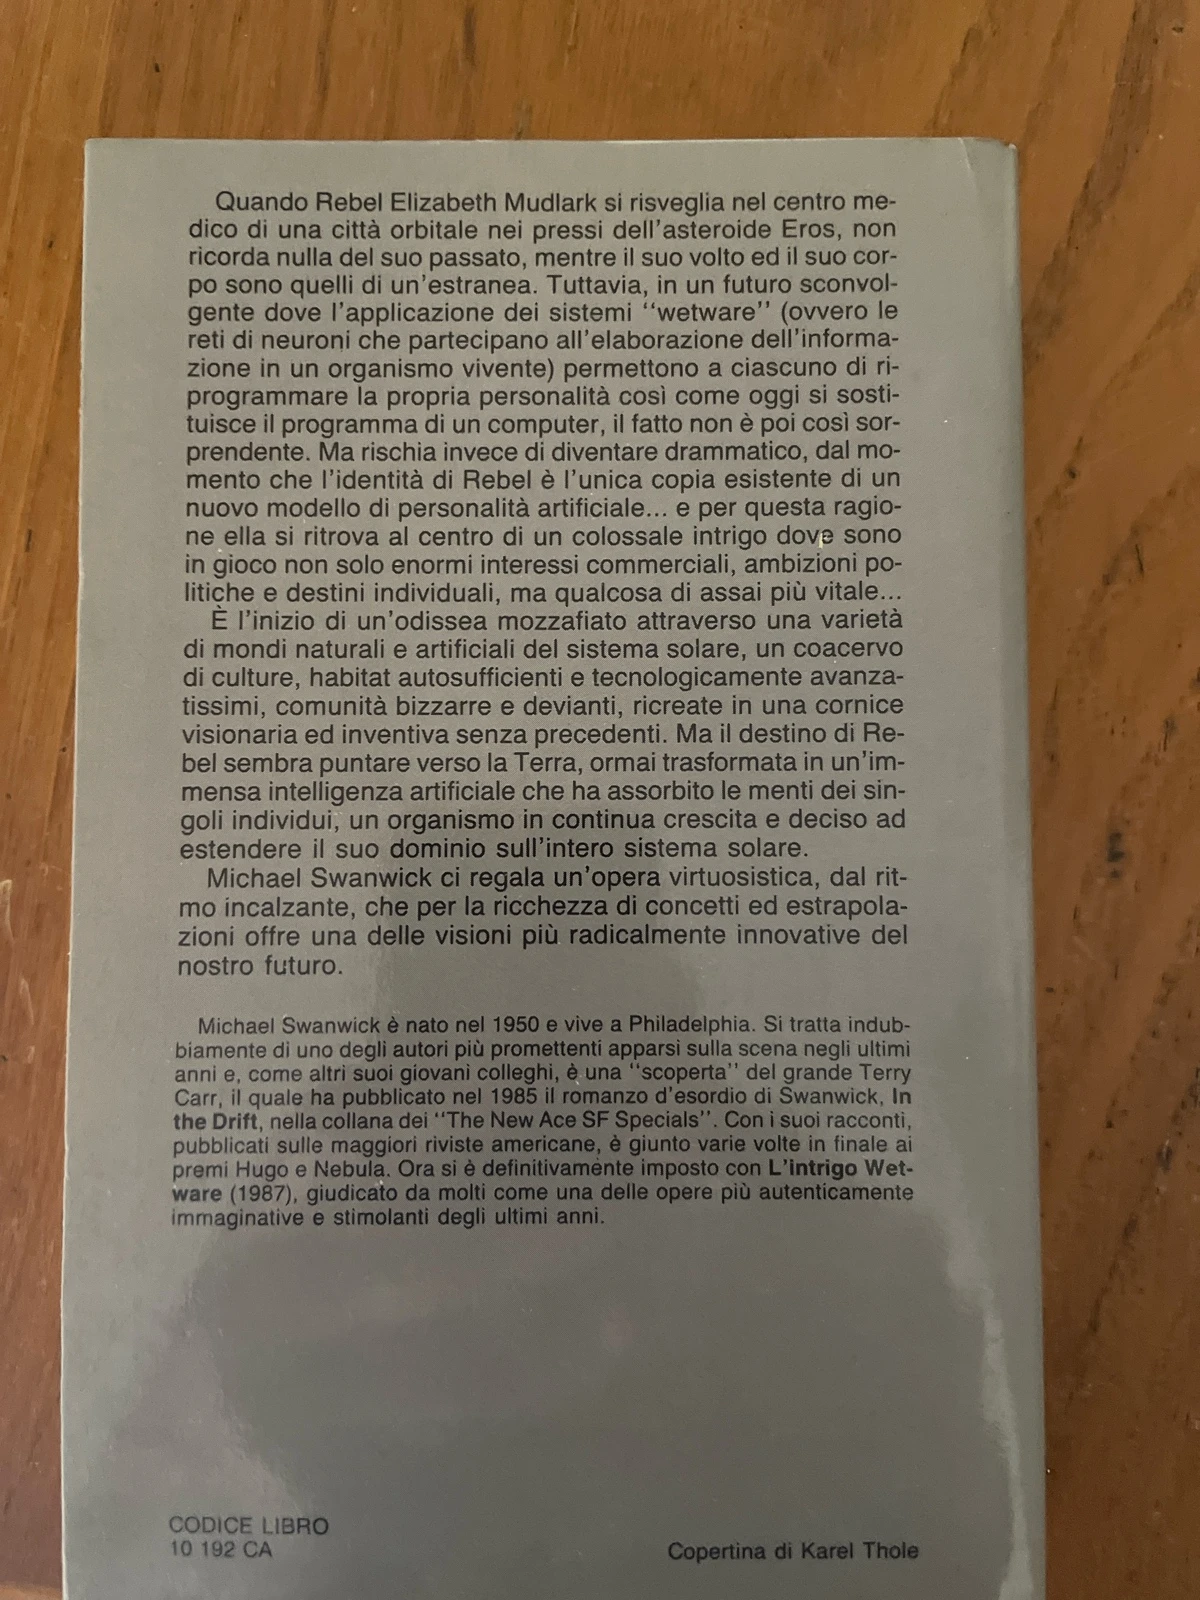 Quando Rebel Elizabeth Mudlark si risveglia nel centro me-
dico di una città orbitale nei pressi dell'asteroide Eros, non
ricorda nulla del suo passato, mentre il suo volto ed il suo cor-
po sono quelli di un'estranea. Tuttavia, in un futuro sconvol-
gente dove l'applicazione dei sistemi "wetware" (ovvero le
reti di neuroni che partecipano all'elaborazione dell'informa-
zione in un organismo vivente) permettono a ciascuno di ri-
programmare la propria personalità così come oggi si sosti-
tuisce il programma di un computer, il fatto non è poi così sor-
prendente. Ma rischia invece di diventare drammatico, dal mo-
mento che l'identità di Rebel è l'unica copia esistente di un
nuovo modello di personalità artificiale... e per questa ragio-
ne ella si ritrova al centro di un colossale intrigo dove sono
in gioco non solo enormi interessi commerciali, ambizioni po-
litiche e destini individuali, ma qualcosa di assai più vitale...
È l'inizio di un'odissea mozzafiato attraverso una varietà
di mondi naturali e artificiali del sistema solare, un coacervo
di culture, habitat autosufficienti e tecnologicamente avanza-
tissimi, comunità bizzarre e devianti, ricreate in una cornice
visionaria ed inventiva senza precedenti. Ma il destino di Re-
bel sembra puntare verso la Terra, ormai trasformata in un'im-
mensa intelligenza artificiale che ha assorbito le menti dei sin-
goli individui, un organismo in continua crescita e deciso ad
estendere il suo dominio sull'intero sistema solare.
Michael Swanwick ci regala un'opera virtuosistica, dal rit-
mo incalzante, che per la ricchezza di concetti ed estrapola-
zioni offre una delle visioni più radicalmente innovative del
nostro futuro.
Michael Swanwick è nato nel 1950 e vive a Philadelphia. Si tratta indub-
biamente di uno degli autori più promettenti apparsi sulla scena negli ultimi
anni e, come altri suoi giovani colleghi, è una "scoperta" del grande Terry
Carr, il quale ha pubblicato nel 1985 il romanzo d'esordio di Swanwick, In
the Drift, nella collana dei "The New Ace SF Specials". Con i suoi racconti,
pubblicati sulle maggiori riviste americane, è giunto varie volte in finale ai
premi Hugo e Nebula. Ora si è definitivamente imposto con L'intrigo Wet-
ware (1987), giudicato da molti come una delle opere più autenticamente
immaginative e stimolanti degli ultimi anni.
CODICE LIBRO
10 192 CA
Copertina di Karel Thole